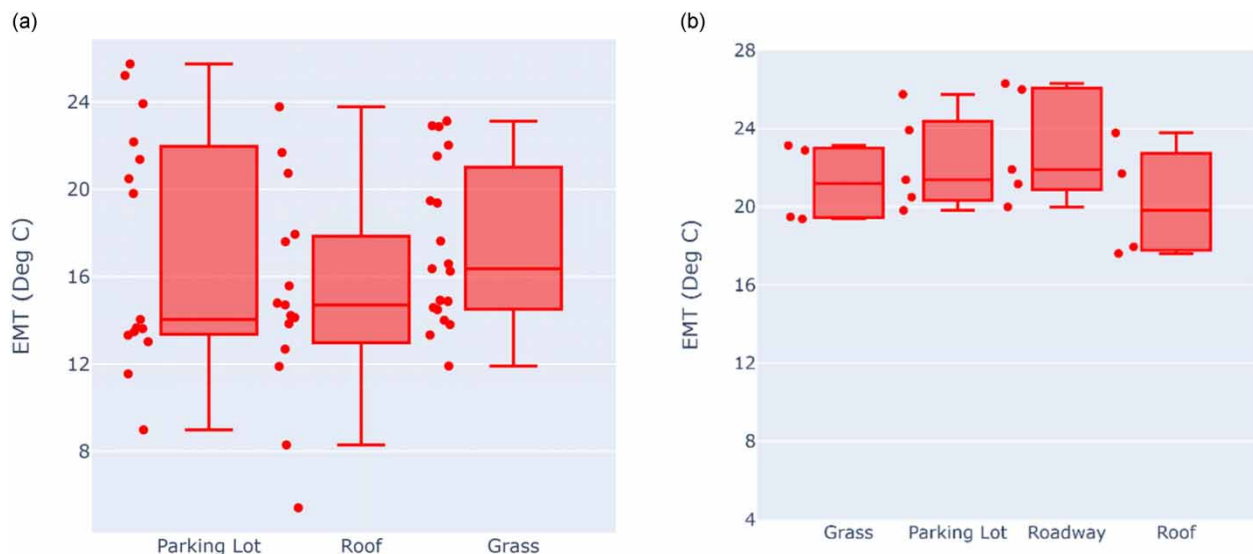 (a)
EMT (Deg C)
24
20
16
12
8
Parking Lot Roof Grass
(b)
EMT (Deg C)
28
24
20
16
12
8
4
Grass Parking Lot Roadway Roof